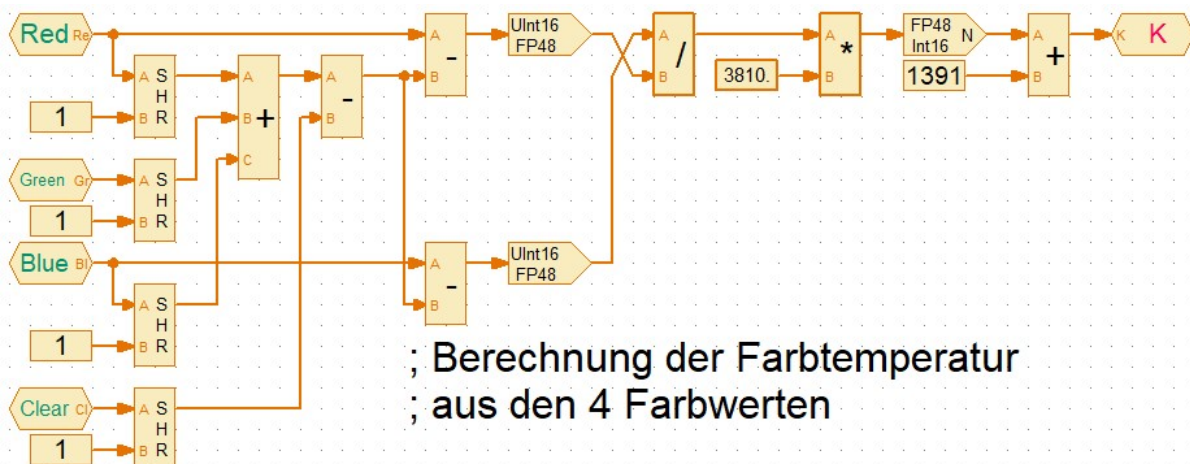 Red Re
A
B
-
UInt16
FP48
A
B
/
3810.
A
B
*
FP48
Int16 N
1391
A
B
+
K K
A S
H
B R
1
A
B
C
+
A
B
-
Green Gr
A S
H
B R
1
Blue Bl
A S
H
B R
1
A
B
-
UInt16
FP48
; Berechnung der Farbtemperatur
; aus den 4 Farbwerten
Clear Cl
A S
H
B R
1